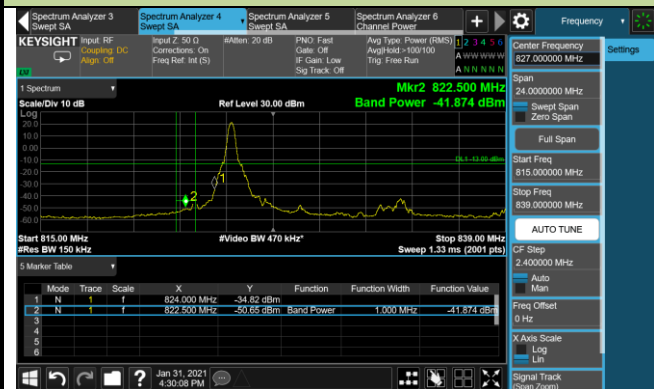 Spectrum Analyzer 3
Swept SA
Spectrum Analyzer 4
Swept SA
Spectrum Analyzer 5
Swept SA
Spectrum Analyzer 6
Channel Power
+
Frequency
KEYSIGHT
Input: RF
Coupling: DC
Align: Off
Input Z: 50 Ω
Corrections: On
Freq Ref: Int (S)
#Atten: 20 dB
PNO: Fast
Gate: Off
IF Gain: Low
Sig Track: Off
Avg Type: Power (RMS)
Avg|Hold:>100/100
Trig: Free Run
1 2 3 4 5 6
A W W W W W
A N N N N N
Settings
Center Frequency
827.000000 MHz
Span
24.0000000 MHz
Swept Span
Zero Span
Full Span
Start Freq
815.000000 MHz
Stop Freq
839.000000 MHz
AUTO TUNE
CF Step
2.400000 MHz
Auto
Man
Freq Offset
0 Hz
X Axis Scale
Log
Lin
Signal Track
(Span Zoom)
LXI
1 Spectrum
Scale/Div 10 dB
Ref Level 30.00 dBm
Mkr2 822.500 MHz
Band Power -41.874 dBm
Log
20.0
10.0
0.00
-10.0
-20.0
-30.0
-40.0
-50.0
-60.0
DL1 -13.00 dBm
1
2
Start 815.00 MHz
#Video BW 470 kHz*
Stop 839.00 MHz
#Res BW 150 kHz
Sweep 1.33 ms (2001 pts)
5 Marker Table
Mode Trace Scale X Y Function Function Width Function Value
1 N 1 f 824.000 MHz -34.82 dBm
2 N 1 f 822.500 MHz -50.65 dBm Band Power 1.000 MHz -41.874 dBm
3
4
5
6
?
Jan 31, 2021
4:30:08 PM